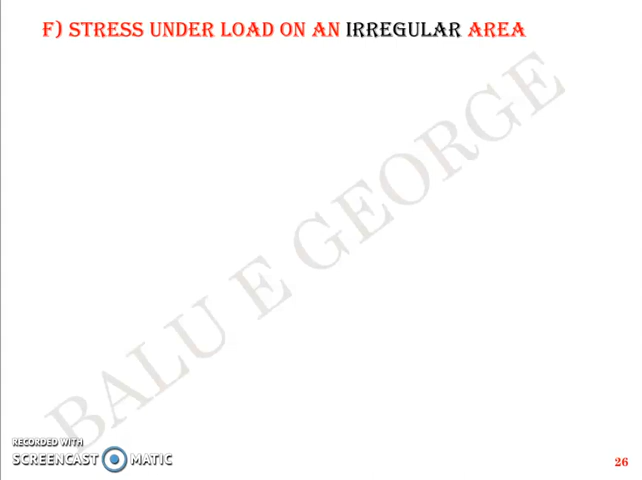 F) STRESS UNDER LOAD ON AN IRREGULAR AREA
BALU E GEORGE
RECORDED WITH
SCREENCAST MATIC
26